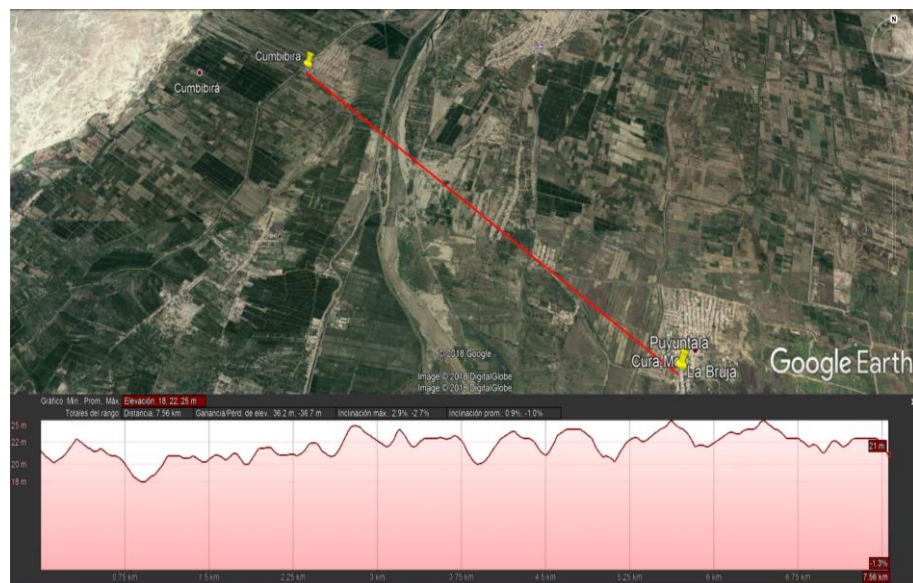 N
Cumbibira
Cumbibirá
Puyuntala
Cura M
La Bruja
© 2018 Google
Image © 2018 DigitalGlobe
Image © 2018 DigitalGlobe
Google Earth
Gráfico: Mín., Prom., Máx. Elevación: 18, 22, 25 m
Totales del rango: Distancia: 7.56 km Ganancia/Pérd. de elev.: 36.2 m, -36.7 m Inclinación máx.: 2.9%, -2.7% Inclinación prom.: 0.9%, -1.0%
25 m
22 m
21 m
20 m
18 m
-1.3%
0.75 km 1.5 km 2.25 km 3 km 3.75 km 4.5 km 5.25 km 6 km 6.75 km 7.56 km